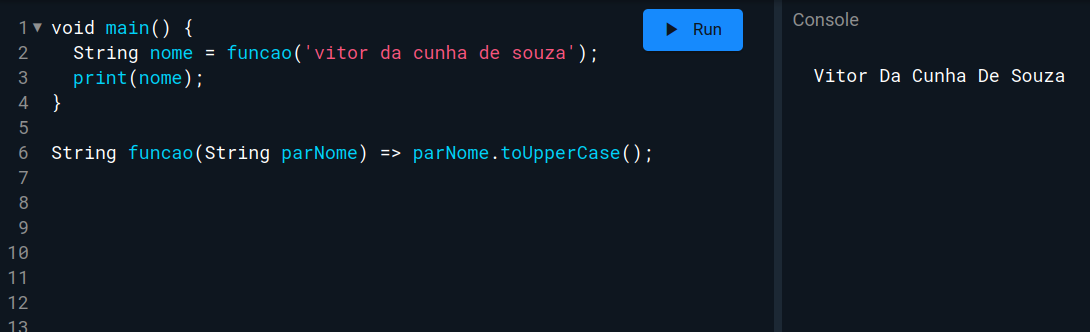 1 void main() {
2   String nome = funcao('vitor da cunha de souza');
3   print(nome);
4 }
5
6 String funcao(String parNome) => parNome.toUpperCase();
7
8
9
10
11
12
13
Run
Console
Vitor Da Cunha De Souza